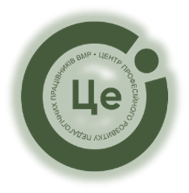 ЦЕНТР ПРОФЕСІЙНОГО РОЗВИТКУ ПЕДАГОГІЧНИХ ПРАЦІВНИКІВ ВМР •
Це